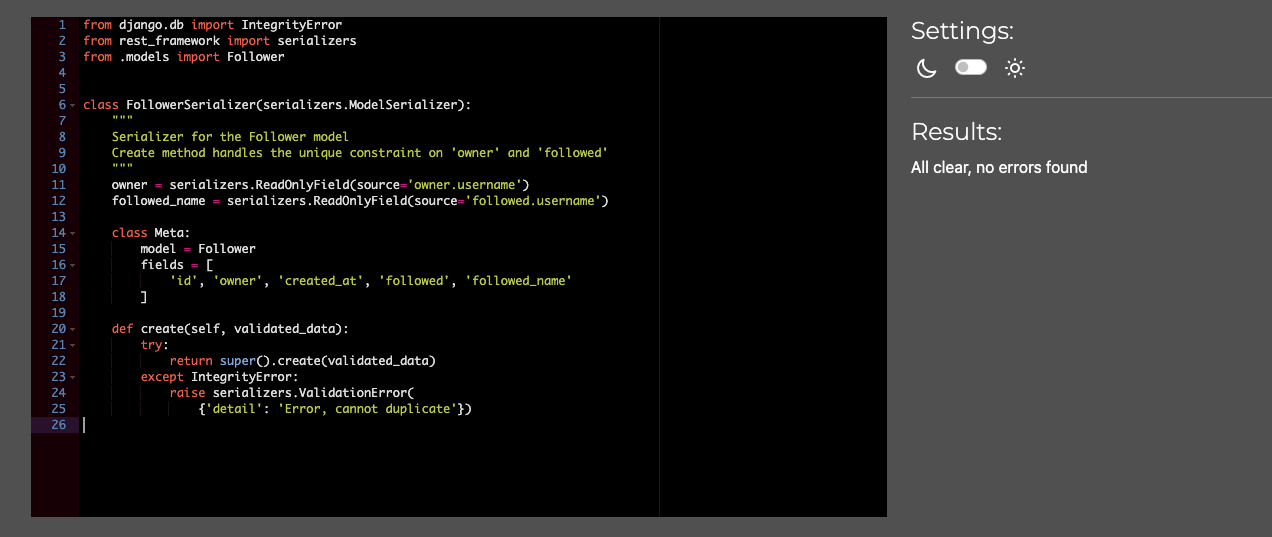 1 from django.db import IntegrityError
2 from rest_framework import serializers
3 from .models import Follower
4
5
6 class FollowerSerializer(serializers.ModelSerializer):
7     """
8     Serializer for the Follower model
9     Create method handles the unique constraint on 'owner' and 'followed'
10     """
11     owner = serializers.ReadOnlyField(source='owner.username')
12     followed_name = serializers.ReadOnlyField(source='followed.username')
13
14     class Meta:
15         model = Follower
16         fields = [
17             'id', 'owner', 'created_at', 'followed', 'followed_name'
18         ]
19
20     def create(self, validated_data):
21         try:
22             return super().create(validated_data)
23         except IntegrityError:
24             raise serializers.ValidationError(
25                 {'detail': 'Error, cannot duplicate'})
26
Settings:
Results:
All clear, no errors found